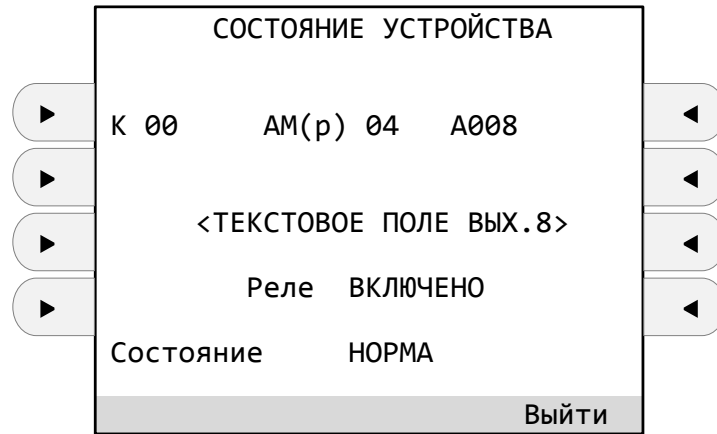 СОСТОЯНИЕ УСТРОЙСТВА
К 00 АМ(р) 04 А008
<ТЕКСТОВОЕ ПОЛЕ ВЫХ.8>
Реле ВКЛЮЧЕНО
Состояние НОРМА
Выйти